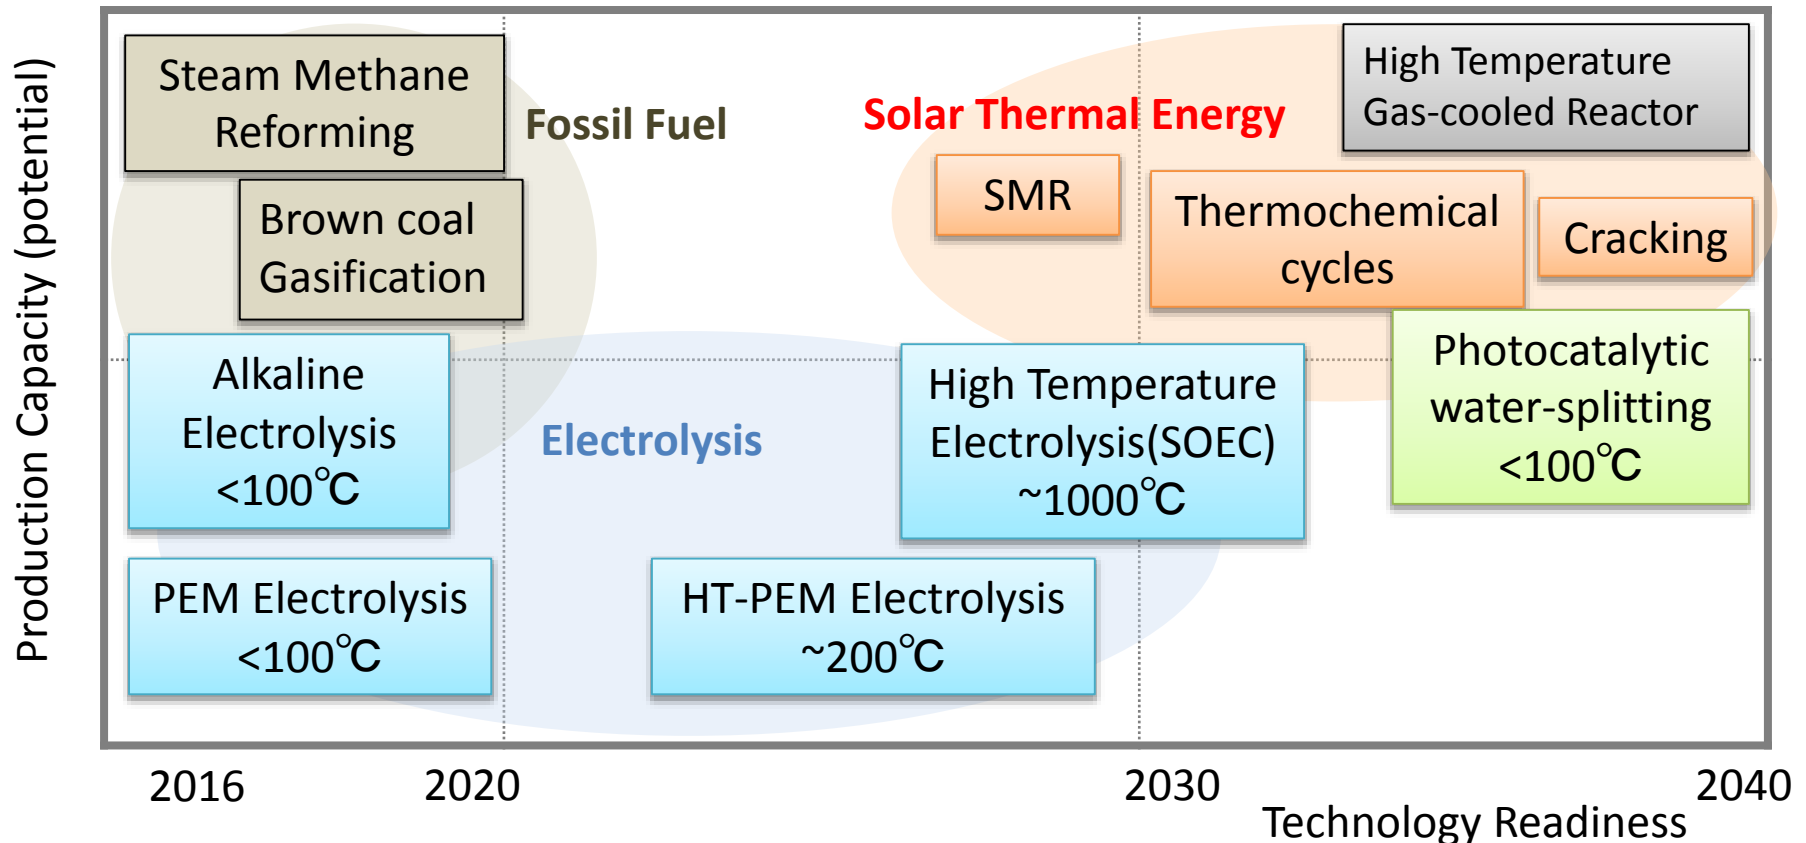 Production Capacity (potential)
Steam Methane
Reforming
Fossil Fuel
Brown coal
Gasification
Solar Thermal Energy
High Temperature
Gas-cooled Reactor
SMR
Thermochemical
cycles
Cracking
Alkaline
Electrolysis
<100℃
Electrolysis
High Temperature
Electrolysis(SOEC)
~1000℃
Photocatalytic
water-splitting
<100℃
PEM Electrolysis
<100℃
HT-PEM Electrolysis
~200℃
2016
2020
2030
2040
Technology Readiness